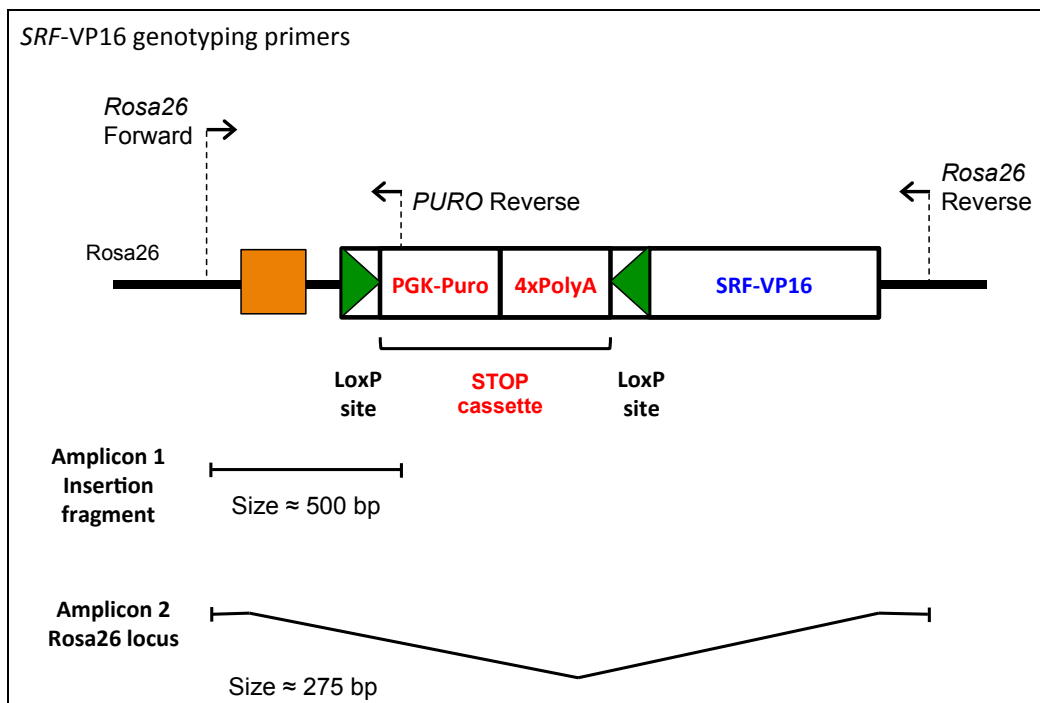 SRF-VP16 genotyping primers
Rosa26
Forward
PURO Reverse
Rosa26
Reverse
Rosa26
PGK-Puro
4xPolyA
SRF-VP16
LoxP
site
STOP
cassette
LoxP
site
Amplicon 1
Insertion
fragment
Size ≈ 500 bp
Amplicon 2
Rosa26 locus
Size ≈ 275 bp